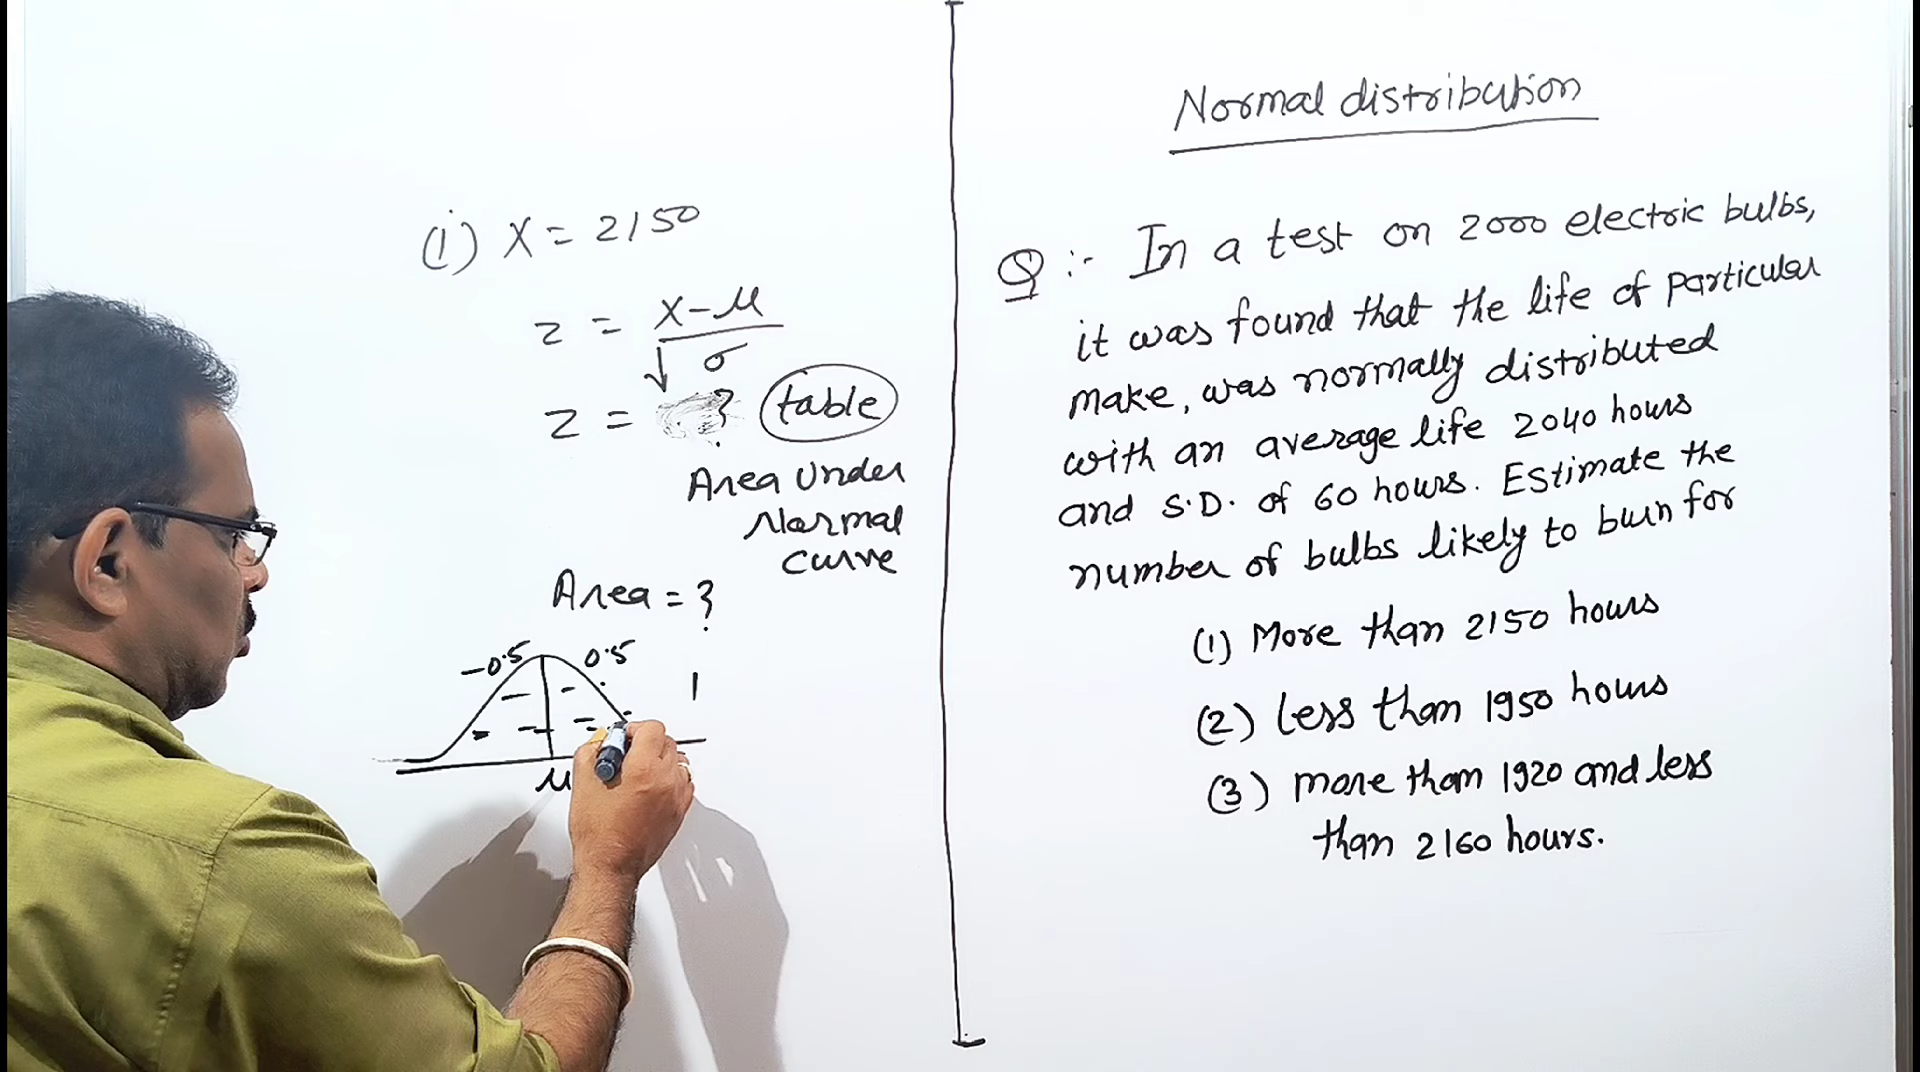 (i) X = 2150
z = X-μ
σ
z = ? table
Area Under
Normal
Curve
Area = ?
-0.5 0.5
1
μ
Normal distribution
Q :- In a test on 2000 electric bulbs,
it was found that the life of particular
make, was normally distributed
with an average life 2040 hours
and S.D. of 60 hours. Estimate the
number of bulbs likely to burn for
(1) More than 2150 hours
(2) less than 1950 hours
(3) more than 1920 and less
than 2160 hours.